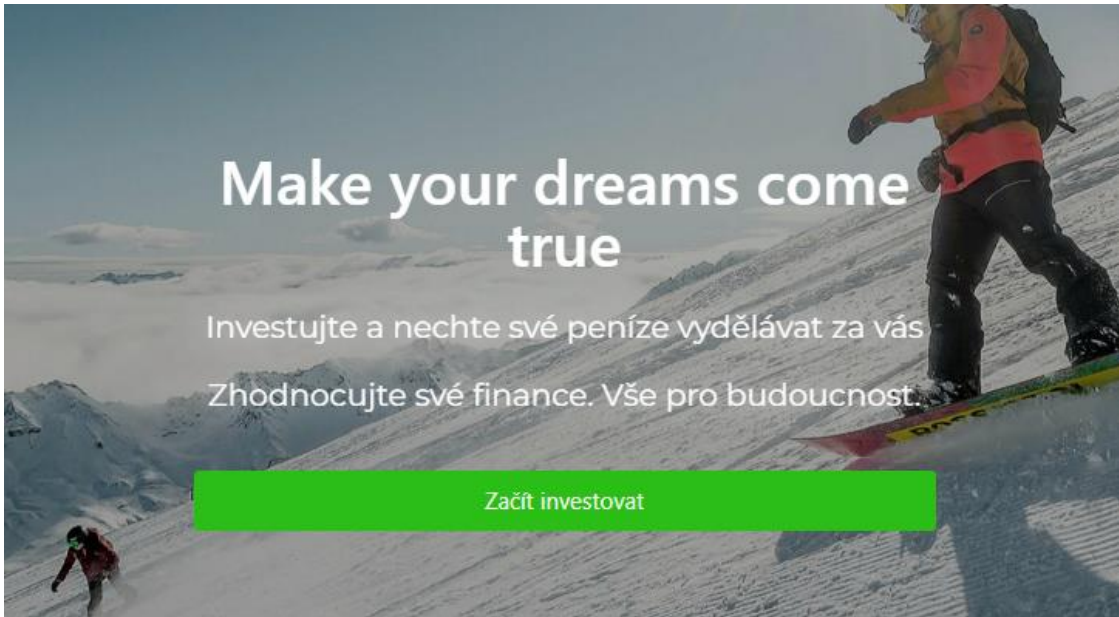 Make your dreams come
true
Investujte a nechte své peníze vydělávat za vás
Zhodnocujte své finance. Vše pro budoucnost.
Začít investovat